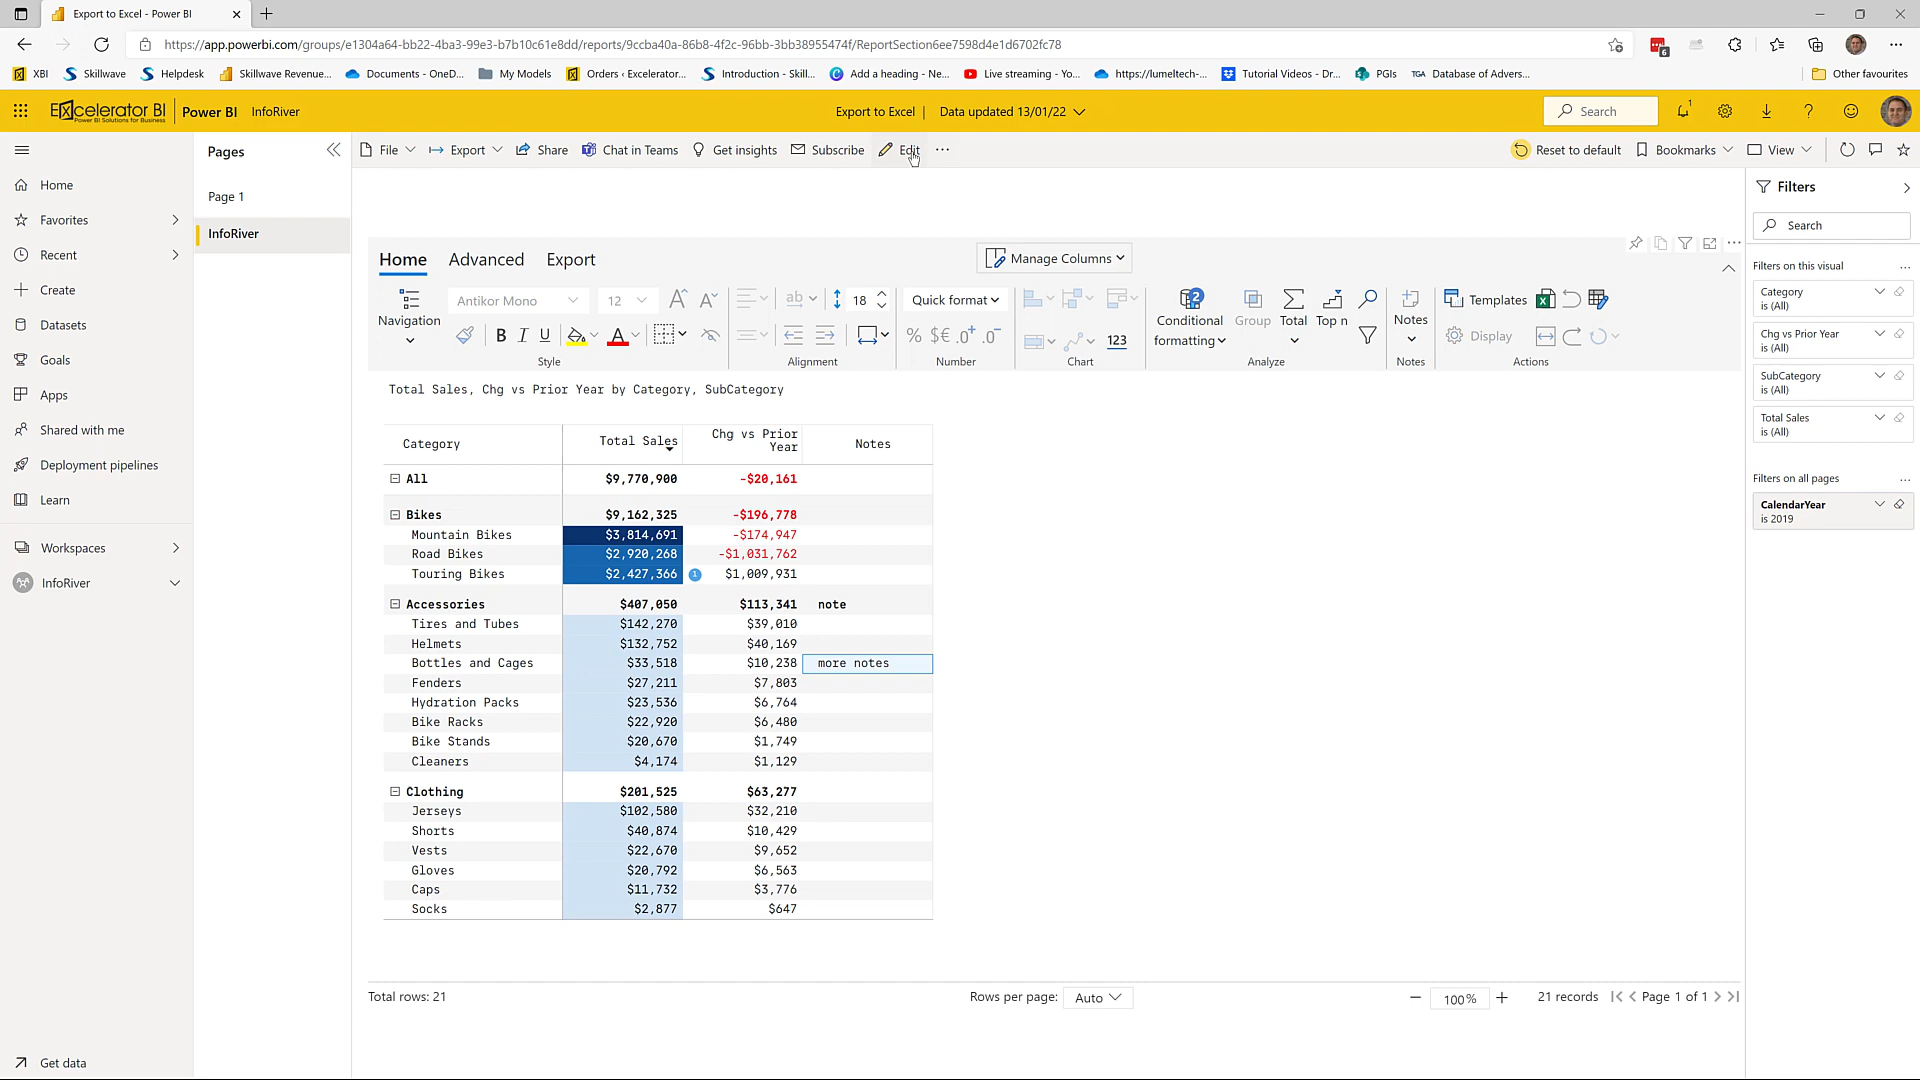 Export to Excel - Power BI
https://app.powerbi.com/groups/e1304a64-bb22-4ba3-99e3-b7b10c61e8dd/reports/9ccba40a-86b8-4f2c-96bb-3bb38955474f/ReportSection6ee7598d4e1d6702fc78
6
XBI Skillwave Helpdesk Skillwave Revenue... Documents - OneD... My Models Orders ‹ Excelerator... Introduction - Skill... Add a heading - Ne... Live streaming - Yo... https://lumeltech-... Tutorial Videos - Dr... PGIs TGA Database of Advers... Other favourites
Excelerator BI
Power BI Solutions for Business
Power BI InfoRiver Export to Excel | Data updated 13/01/22 Search 1
Pages File Export Share Chat in Teams Get insights Subscribe Edit Reset to default Bookmarks View
Home
Favorites
Recent
Create
Datasets
Goals
Apps
Shared with me
Deployment pipelines
Learn
Workspaces
InfoRiver
Get data
Page 1
InfoRiver
Home Advanced Export Manage Columns
Navigation
Antikor Mono 12
B I U A
Style
ab 18
Alignment
Quick format
% $€ .0+ .0-
Number
123
Chart
2
Conditional formatting
Group
Total
Top n
Analyze
Notes
Notes
Templates
Display
Actions
Total Sales, Chg vs Prior Year by Category, SubCategory
Category Total Sales Chg vs Prior Year Notes
All $9,770,900 -$20,161
Bikes $9,162,325 -$196,778
Mountain Bikes $3,814,691 -$174,947
Road Bikes $2,920,268 -$1,031,762
Touring Bikes $2,427,366 1 $1,009,931
Accessories $407,050 $113,341 note
Tires and Tubes $142,270 $39,010
Helmets $132,752 $40,169
Bottles and Cages $33,518 $10,238 more notes
Fenders $27,211 $7,803
Hydration Packs $23,536 $6,764
Bike Racks $22,920 $6,480
Bike Stands $20,670 $1,749
Cleaners $4,174 $1,129
Clothing $201,525 $63,277
Jerseys $102,580 $32,210
Shorts $40,874 $10,429
Vests $22,670 $9,652
Gloves $20,792 $6,563
Caps $11,732 $3,776
Socks $2,877 $647
Total rows: 21 Rows per page: Auto 100% 21 records Page 1 of 1
Filters
Search
Filters on this visual
Category
is (All)
Chg vs Prior Year
is (All)
SubCategory
is (All)
Total Sales
is (All)
Filters on all pages
CalendarYear
is 2019